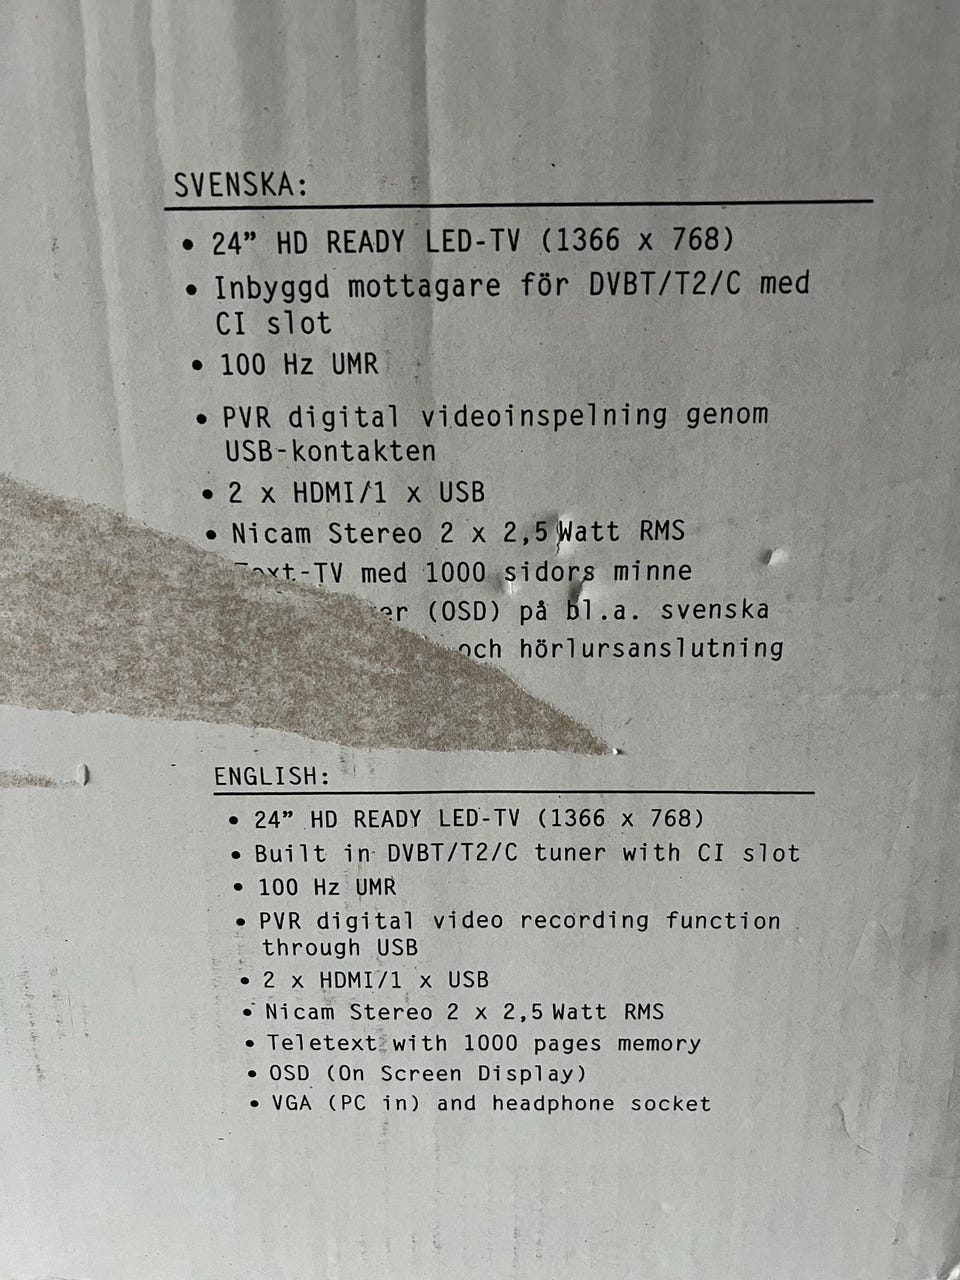 SVENSKA:
• 24” HD READY LED-TV (1366 x 768)
• Inbyggd mottagare för DVBT/T2/C med
CI slot
• 100 Hz UMR
• PVR digital videoinspelning genom
USB-kontakten
• 2 x HDMI/1 x USB
• Nicam Stereo 2 x 2,5 Watt RMS
Text-TV med 1000 sidors minne
(OSD) på bl.a. svenska
och hörlursanslutning
ENGLISH:
• 24” HD READY LED-TV (1366 x 768)
• Built in DVBT/T2/C tuner with CI slot
• 100 Hz UMR
• PVR digital video recording function
through USB
• 2 x HDMI/1 x USB
• Nicam Stereo 2 x 2,5 Watt RMS
• Teletext with 1000 pages memory
• OSD (On Screen Display)
• VGA (PC in) and headphone socket